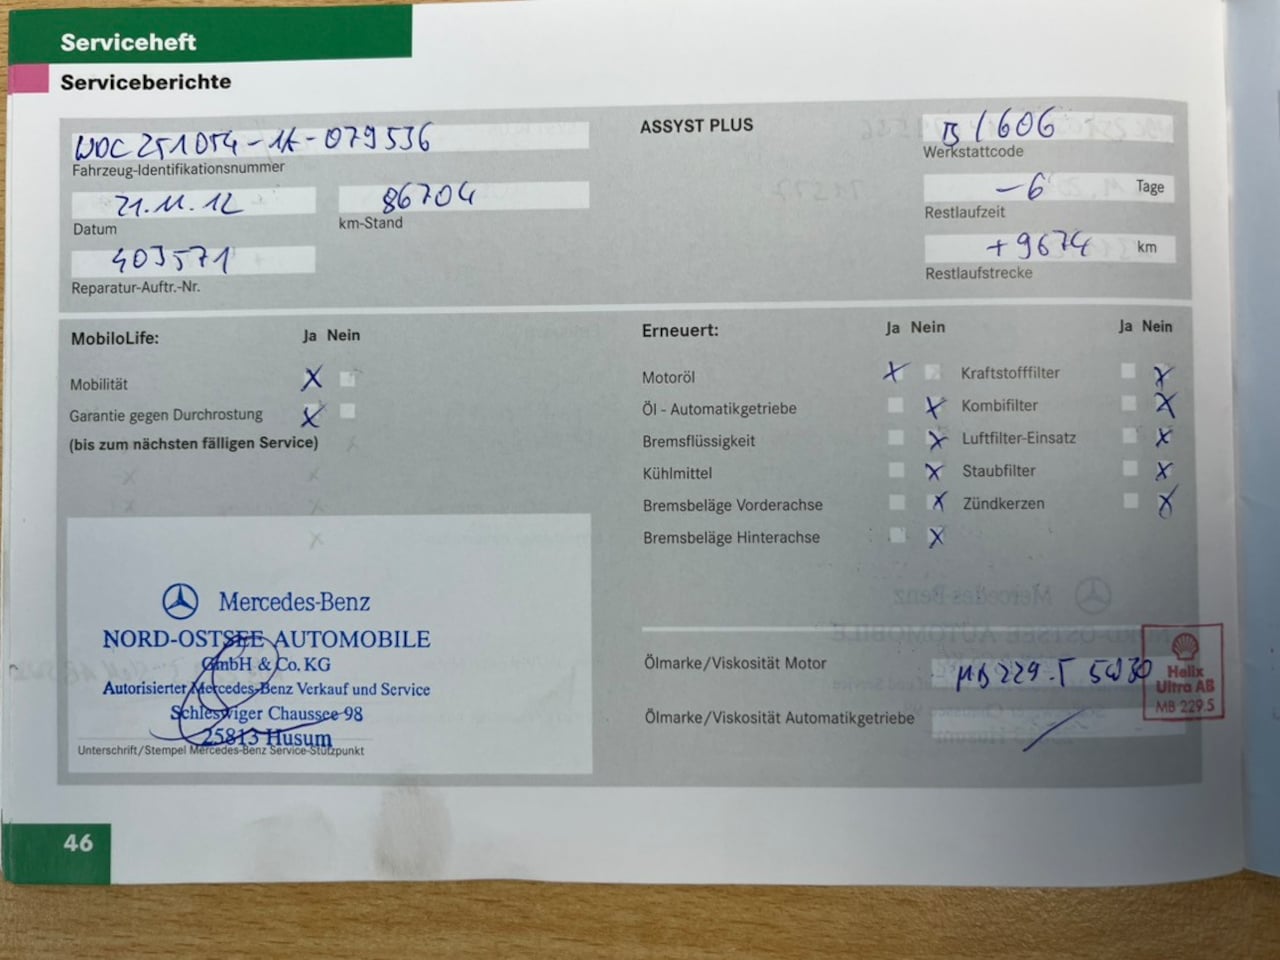 Serviceheft
Serviceberichte
WDC 251054-1A-079536
Fahrzeug-Identifikationsnummer
21.11.12
Datum
86704
km-Stand
403571
Reparatur-Auftr.-Nr.
ASSYST PLUS
B/606
Werkstattcode
-6 Tage
Restlaufzeit
+9674 km
Restlaufstrecke
MobiloLife: Ja Nein
Mobilität X
Garantie gegen Durchrostung X
(bis zum nächsten fälligen Service)
Erneuert: Ja Nein Ja Nein
Motoröl X Kraftstofffilter X
Öl - Automatikgetriebe X Kombifilter X
Bremsflüssigkeit X Luftfilter-Einsatz X
Kühlmittel X Staubfilter X
Bremsbeläge Vorderachse X Zündkerzen X
Bremsbeläge Hinterachse X
Mercedes-Benz
NORD-OSTSEE AUTOMOBILE
GmbH & Co. KG
Autorisierter Mercedes-Benz Verkauf und Service
Schleswiger Chaussee 98
25813 Husum
Unterschrift/Stempel Mercedes-Benz Service-Stützpunkt
Ölmarke/Viskosität Motor MB 229.5 5W30
Ölmarke/Viskosität Automatikgetriebe
Helix
Ultra AB
MB 229.5
46